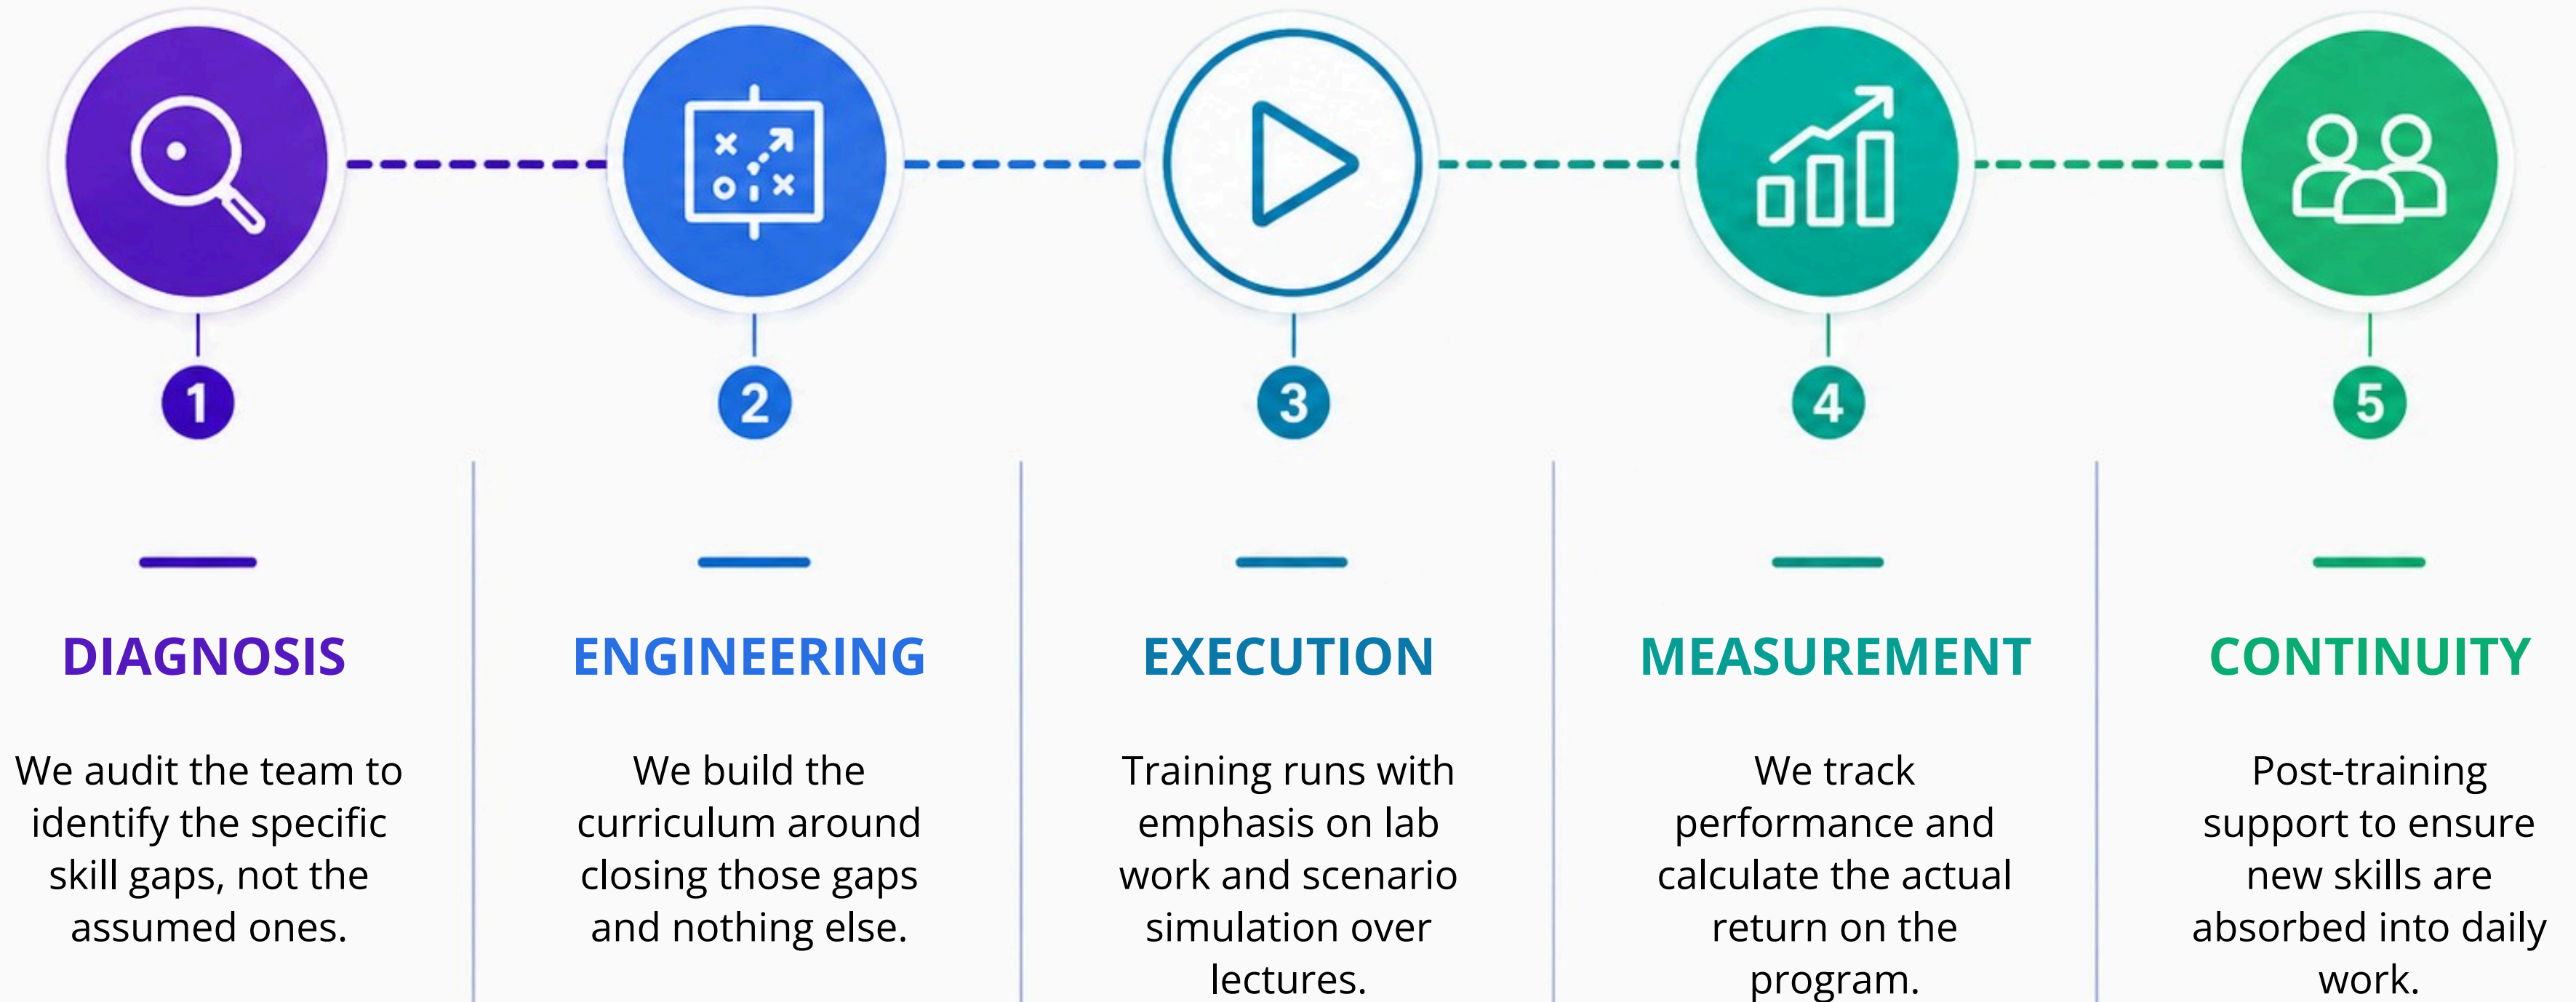 1
2
3
4
5
DIAGNOSIS
We audit the team to
identify the specific
skill gaps, not the
assumed ones.
ENGINEERING
We build the
curriculum around
closing those gaps
and nothing else.
EXECUTION
Training runs with
emphasis on lab
work and scenario
simulation over
lectures.
MEASUREMENT
We track
performance and
calculate the actual
return on the
program.
CONTINUITY
Post-training
support to ensure
new skills are
absorbed into daily
work.